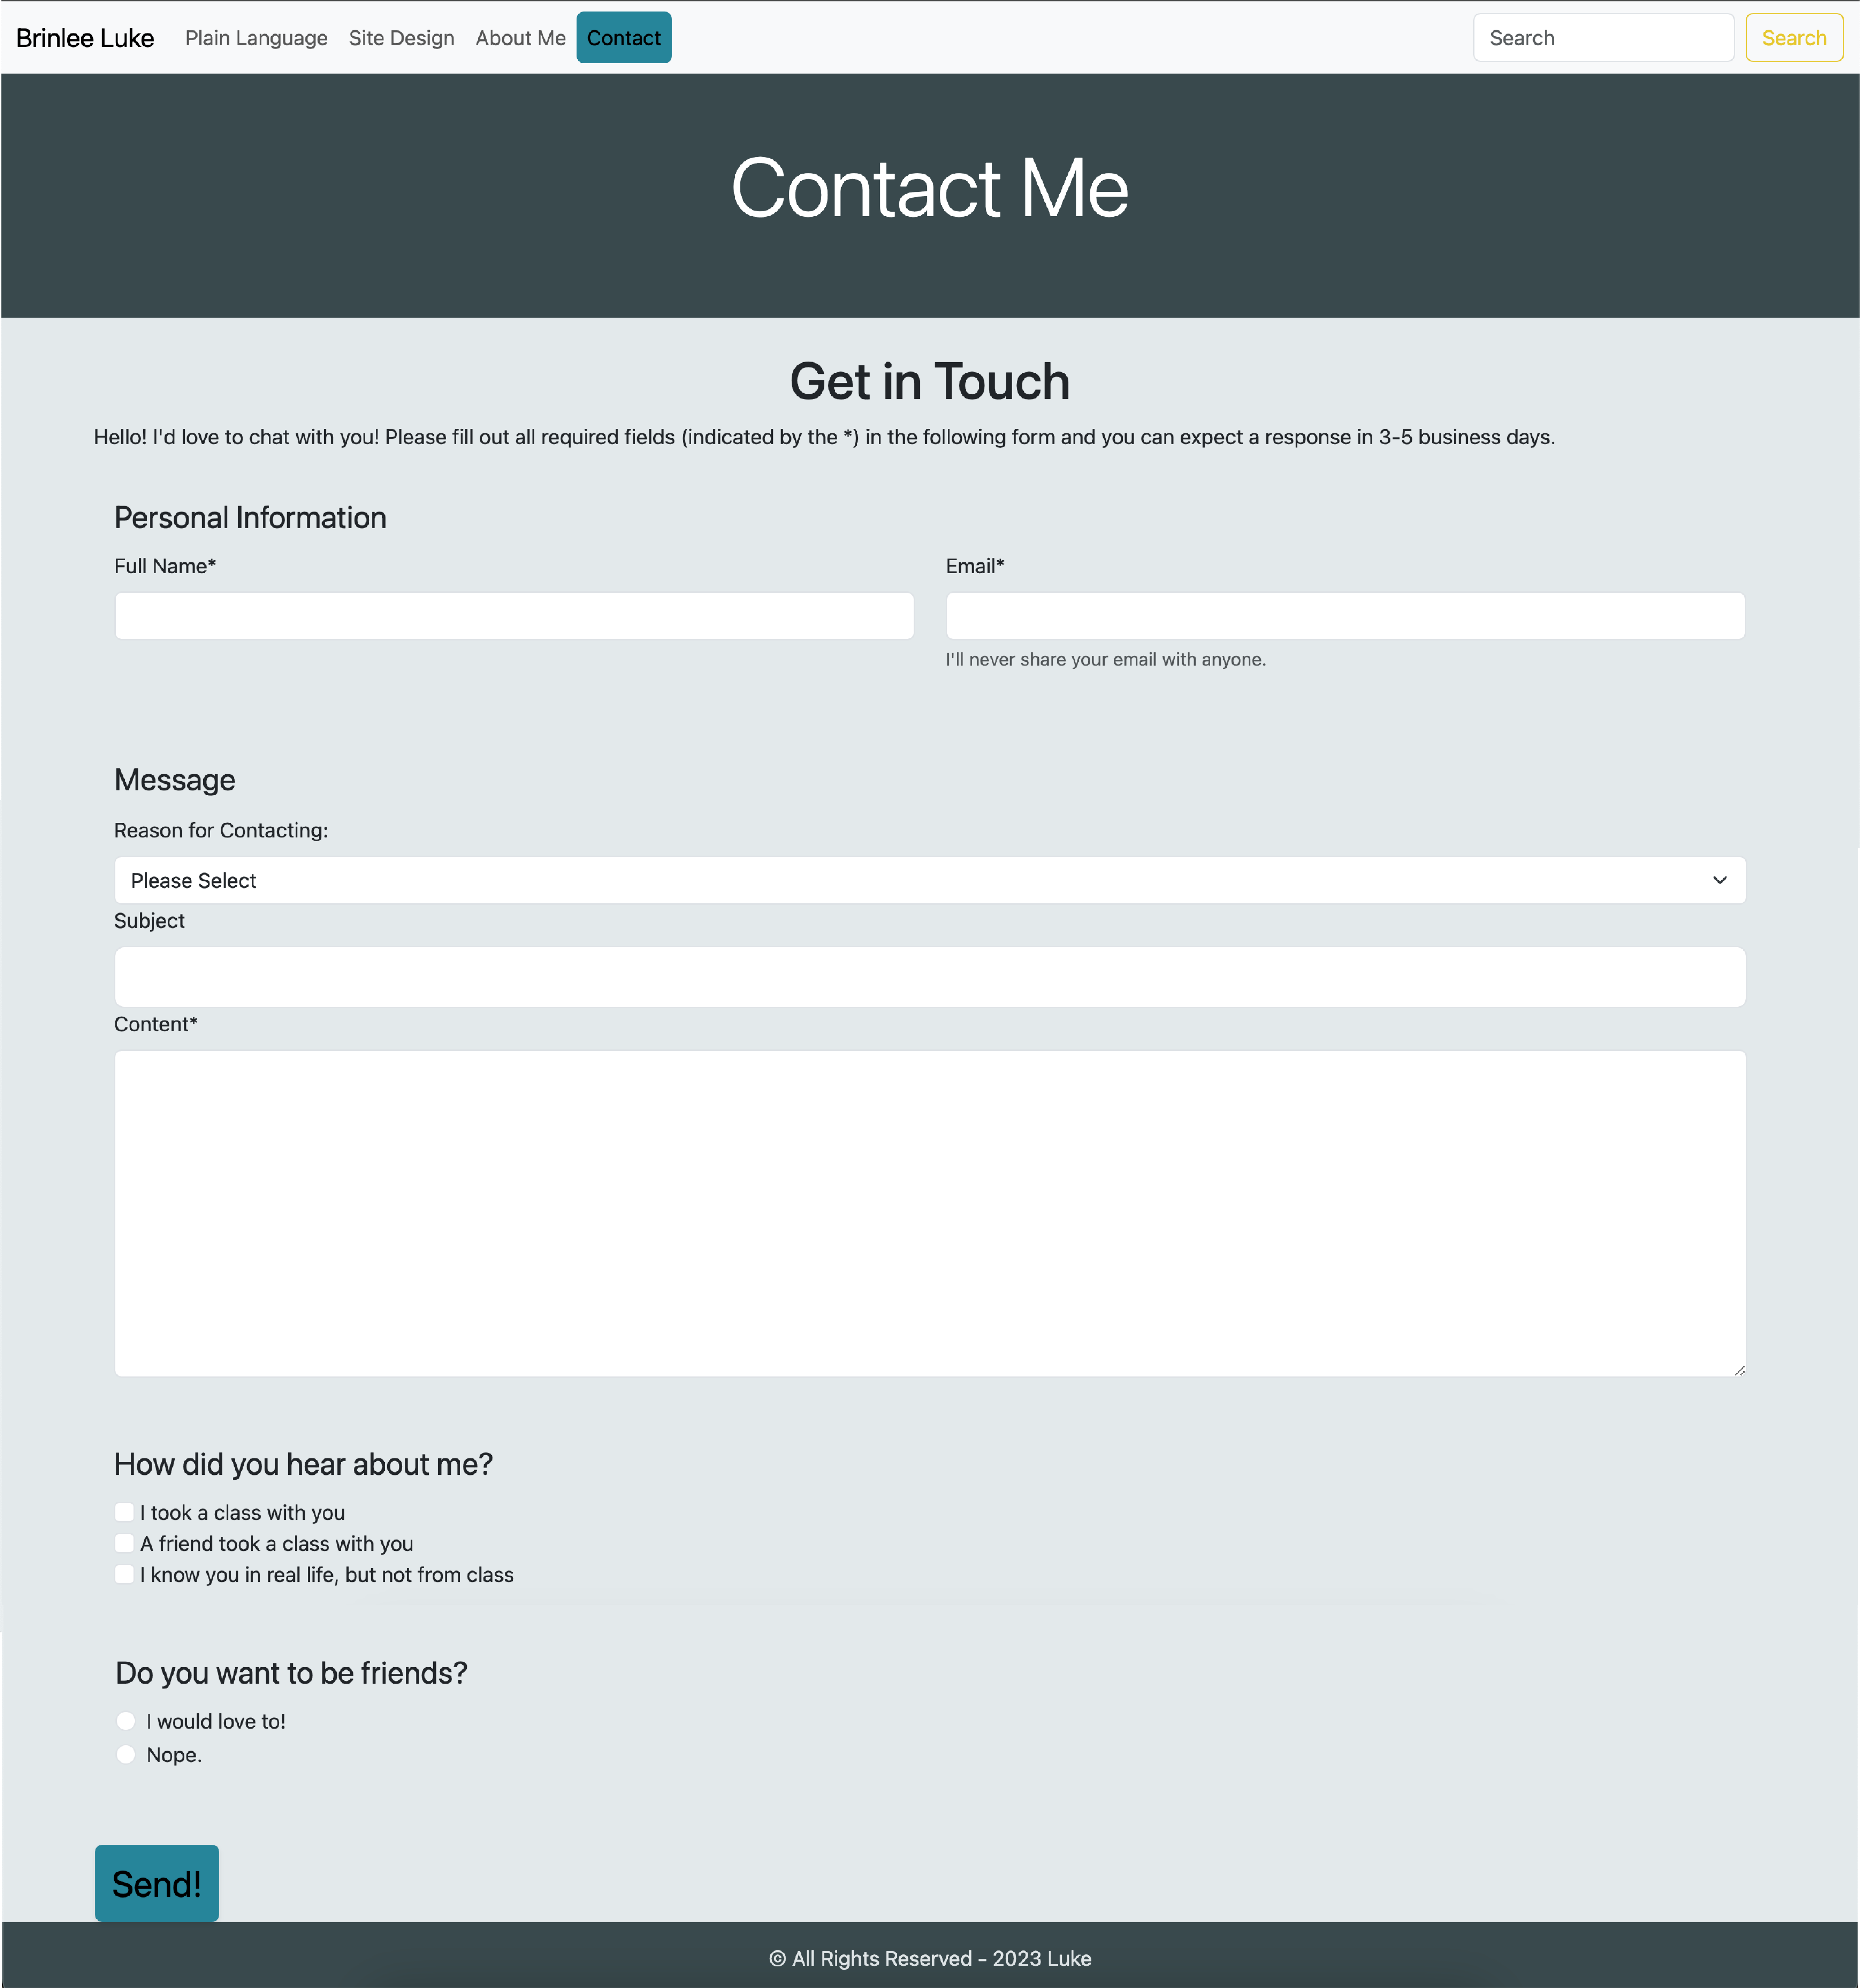 Brinlee Luke Plain Language Site Design About Me Contact Search Search
Contact Me
Get in Touch
Hello! I'd love to chat with you! Please fill out all required fields (indicated by the *) in the following form and you can expect a response in 3-5 business days.
Personal Information
Full Name* Email*
I'll never share your email with anyone.
Message
Reason for Contacting:
Please Select
Subject
Content*
How did you hear about me?
I took a class with you
A friend took a class with you
I know you in real life, but not from class
Do you want to be friends?
I would love to!
Nope.
Send!
© All Rights Reserved - 2023 Luke